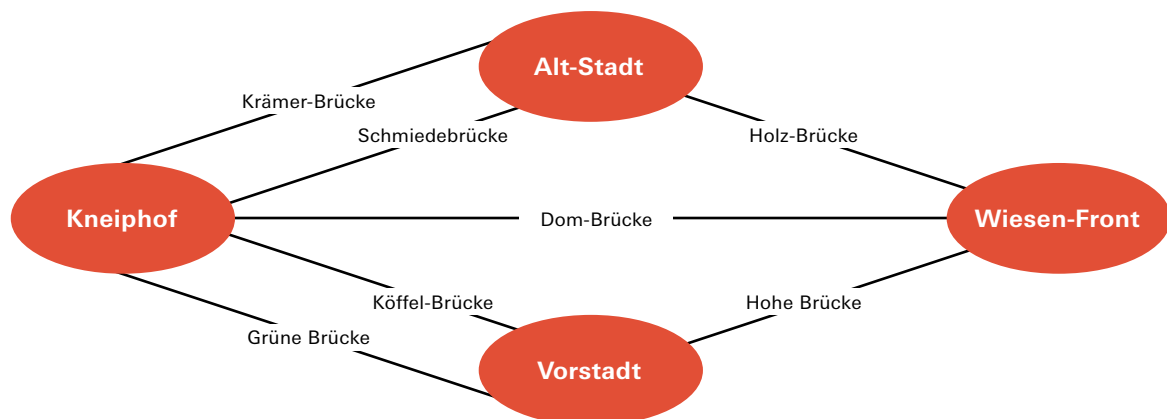 Alt-Stadt
Krämer-Brücke
Schmiedebrücke
Holz-Brücke
Kneiphof
Dom-Brücke
Wiesen-Front
Köffel-Brücke
Hohe Brücke
Grüne Brücke
Vorstadt